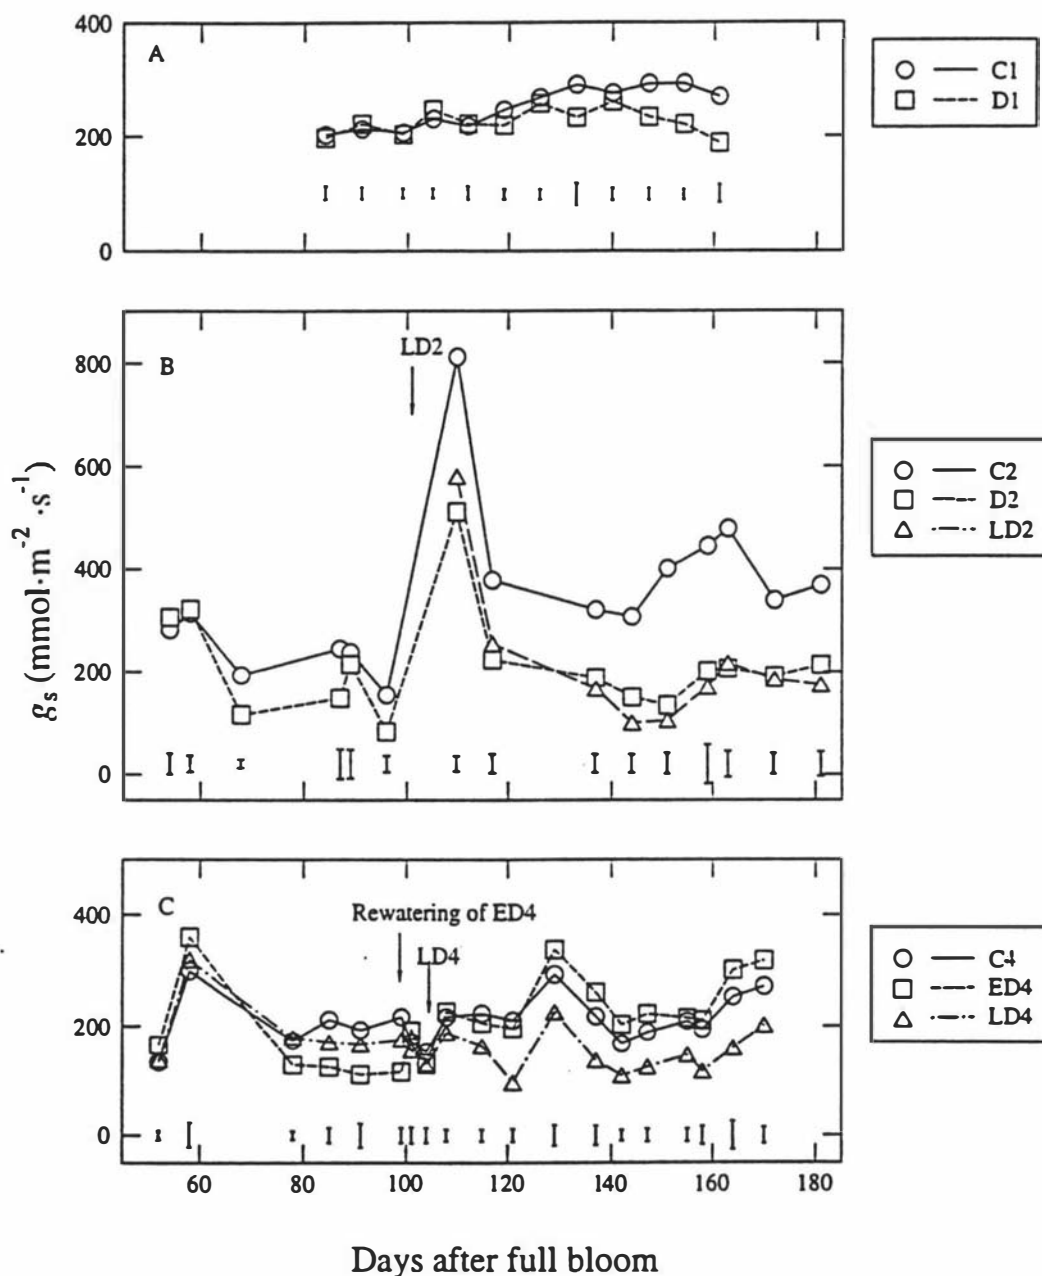 400
200
0
A
C1
D1
800
600
400
200
0
B
LD2
C2
D2
LD2
400
200
0
C
Rewatering of ED4
LD4
C4
ED4
LD4
60 80 100 120 140 160 180
gs (mmol·m-2 ·s-1)
Days after full bloom